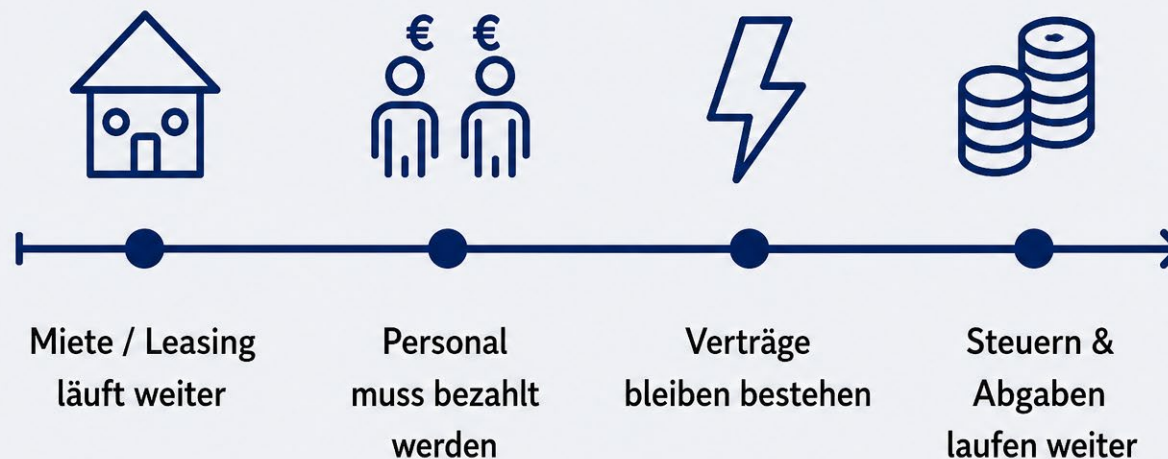 € €
Miete / Leasing
läuft weiter
Personal
muss bezahlt
werden
Verträge
bleiben bestehen
Steuern &
Abgaben
laufen weiter